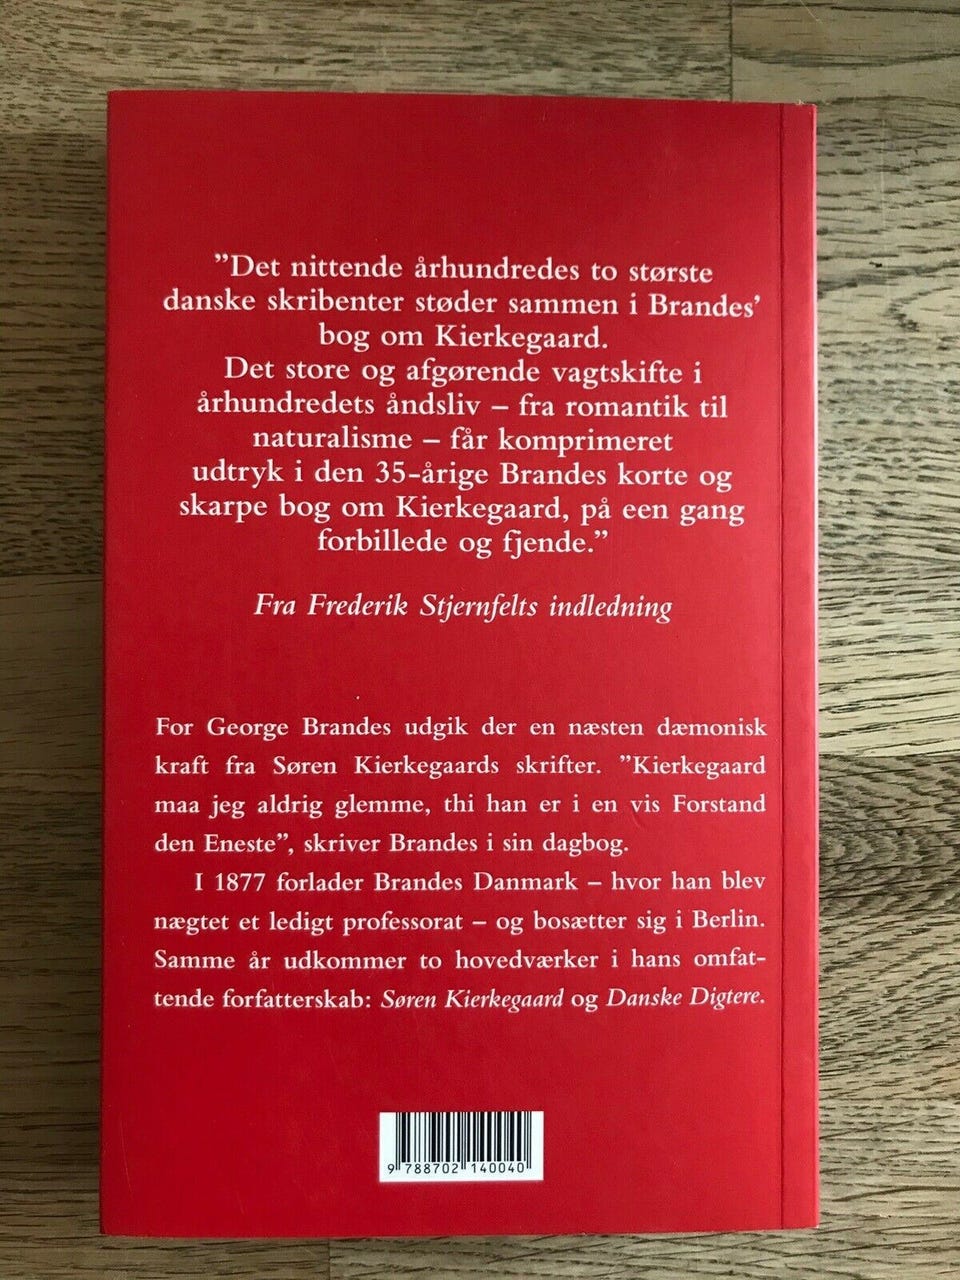 ”Det nittende århundredes to største
danske skribenter støder sammen i Brandes’
bog om Kierkegaard.
Det store og afgørende vagtskifte i
århundredets åndsliv – fra romantik til
naturalisme – får komprimeret
udtryk i den 35-årige Brandes korte og
skarpe bog om Kierkegaard, på een gang
forbillede og fjende.”
Fra Frederik Stjernfelts indledning
For George Brandes udgik der en næsten dæmonisk
kraft fra Søren Kierkegaards skrifter. ”Kierkegaard
maa jeg aldrig glemme, thi han er i en vis Forstand
den Eneste”, skriver Brandes i sin dagbog.
I 1877 forlader Brandes Danmark – hvor han blev
nægtet et ledigt professorat – og bosætter sig i Berlin.
Samme år udkommer to hovedværker i hans omfat-
tende forfatterskab: Søren Kierkegaard og Danske Digtere.
9 788702 140040